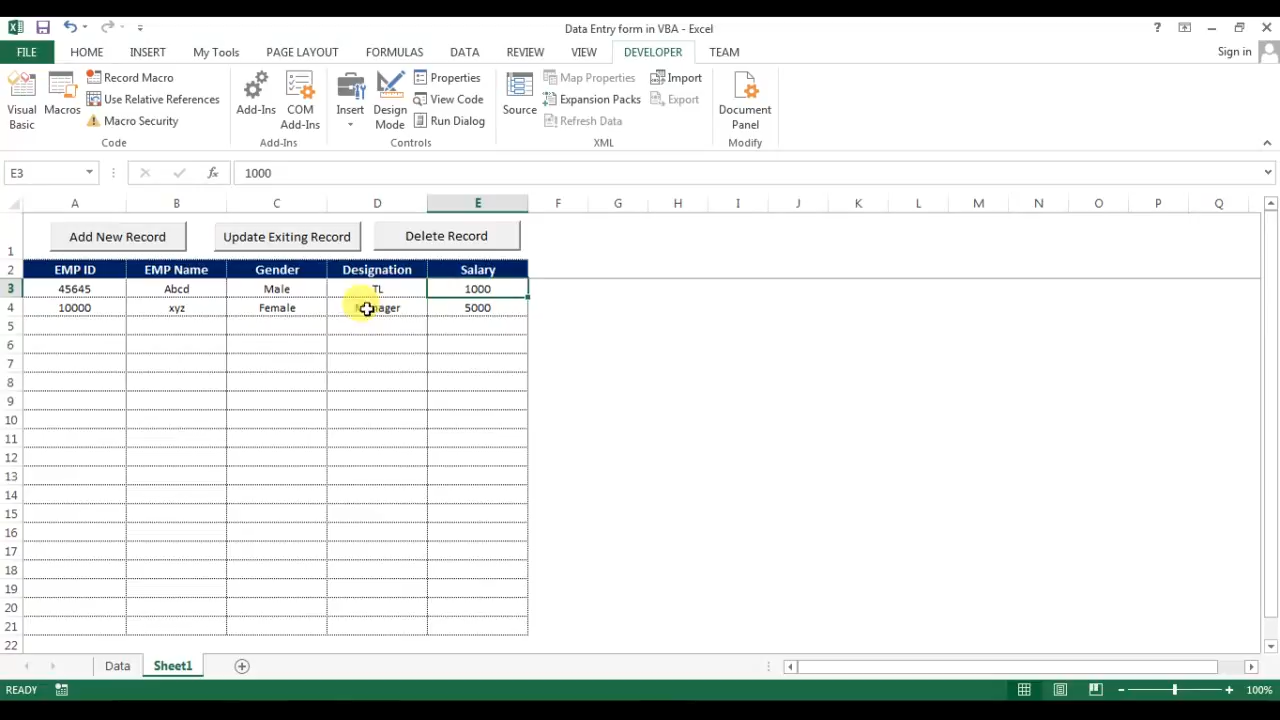 Data Entry form in VBA - Excel
?
FILE HOME INSERT My Tools PAGE LAYOUT FORMULAS DATA REVIEW VIEW DEVELOPER TEAM Sign in
Visual Basic
Macros
Record Macro
Use Relative References
Macro Security
Code
Add-Ins
COM Add-Ins
Add-Ins
Insert
Design Mode
Properties
View Code
Run Dialog
Controls
Source
Map Properties
Expansion Packs
Refresh Data
Import
Export
XML
Document Panel
Modify
E3 fx 1000
A B C D E F G H I J K L M N O P Q
1 Add New Record Update Exiting Record Delete Record
2 EMP ID EMP Name Gender Designation Salary
3 45645 Abcd Male TL 1000
4 10000 xyz Female Manager 5000
5
6
7
8
9
10
11
12
13
14
15
16
17
18
19
20
21
22
Data Sheet1
READY 100%